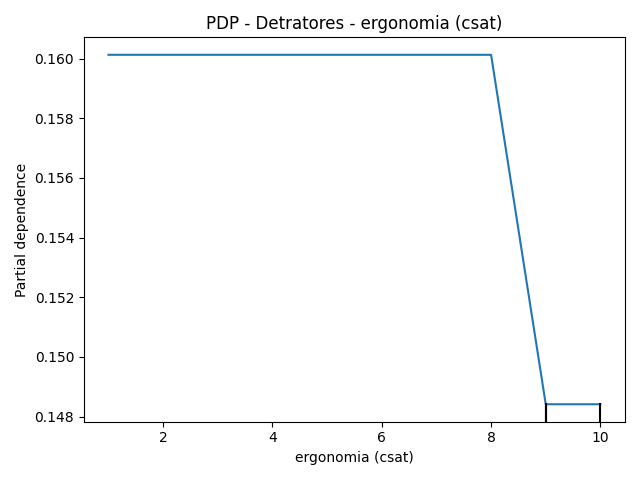 PDP - Detratores - ergonomia (csat)
Partial dependence
0.160
0.158
0.156
0.154
0.152
0.150
0.148
2 4 6 8 10
ergonomia (csat)